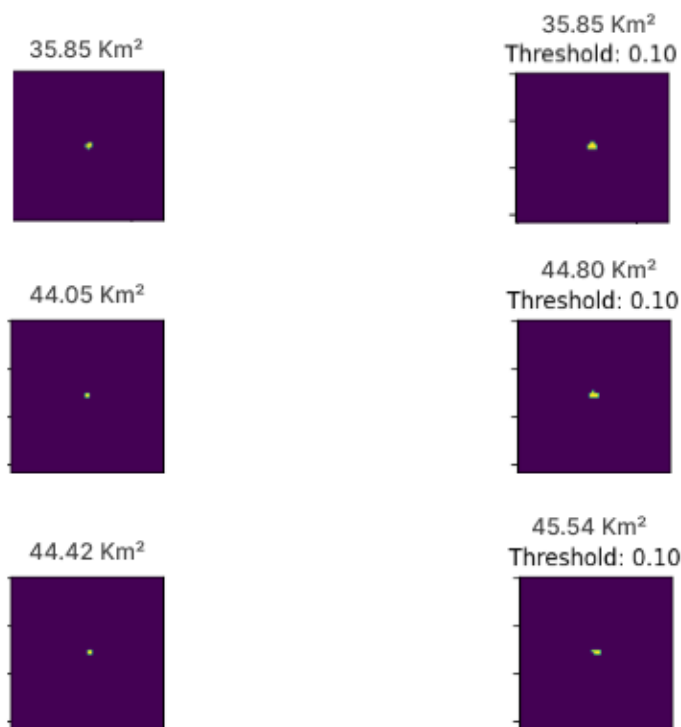 35.85 Km²
35.85 Km²
Threshold: 0.10
44.05 Km²
44.80 Km²
Threshold: 0.10
44.42 Km²
45.54 Km²
Threshold: 0.10